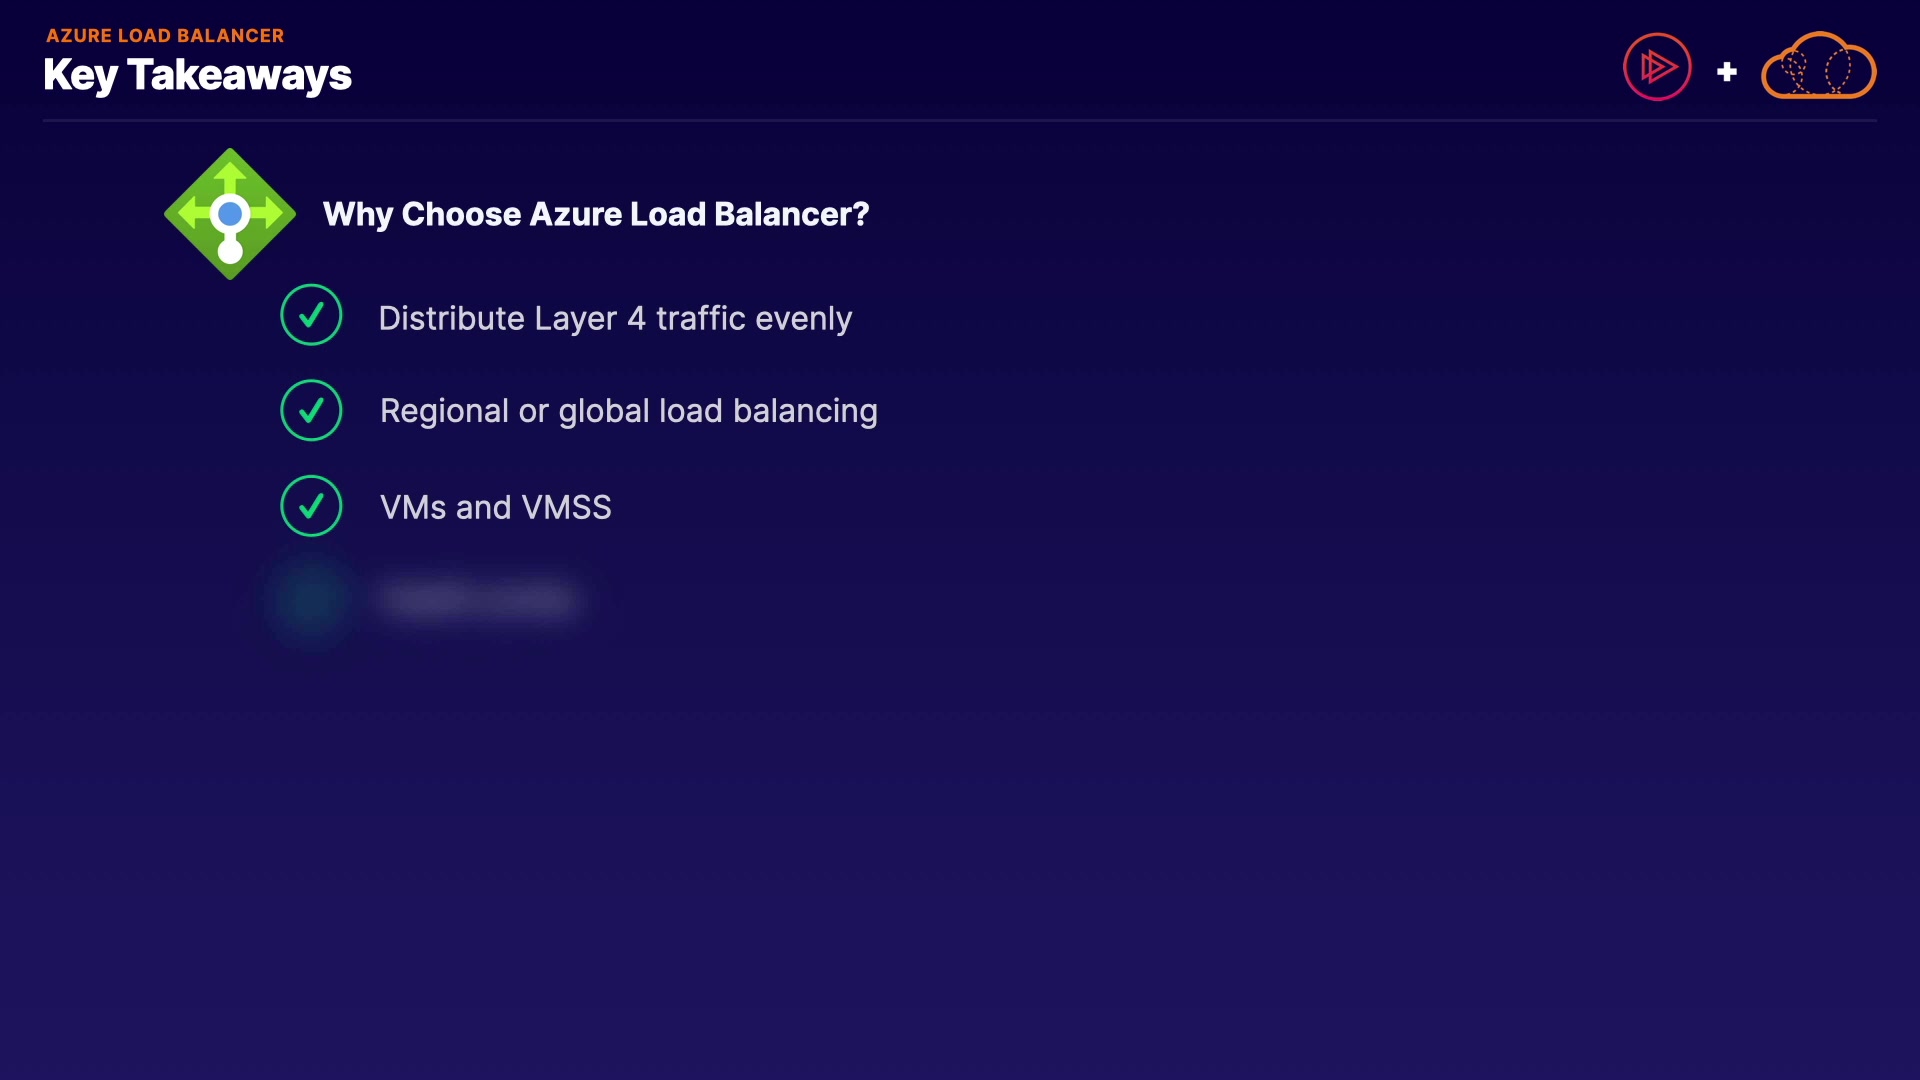 AZURE LOAD BALANCER
Key Takeaways
+
Why Choose Azure Load Balancer?
Distribute Layer 4 traffic evenly
Regional or global load balancing
VMs and VMSS